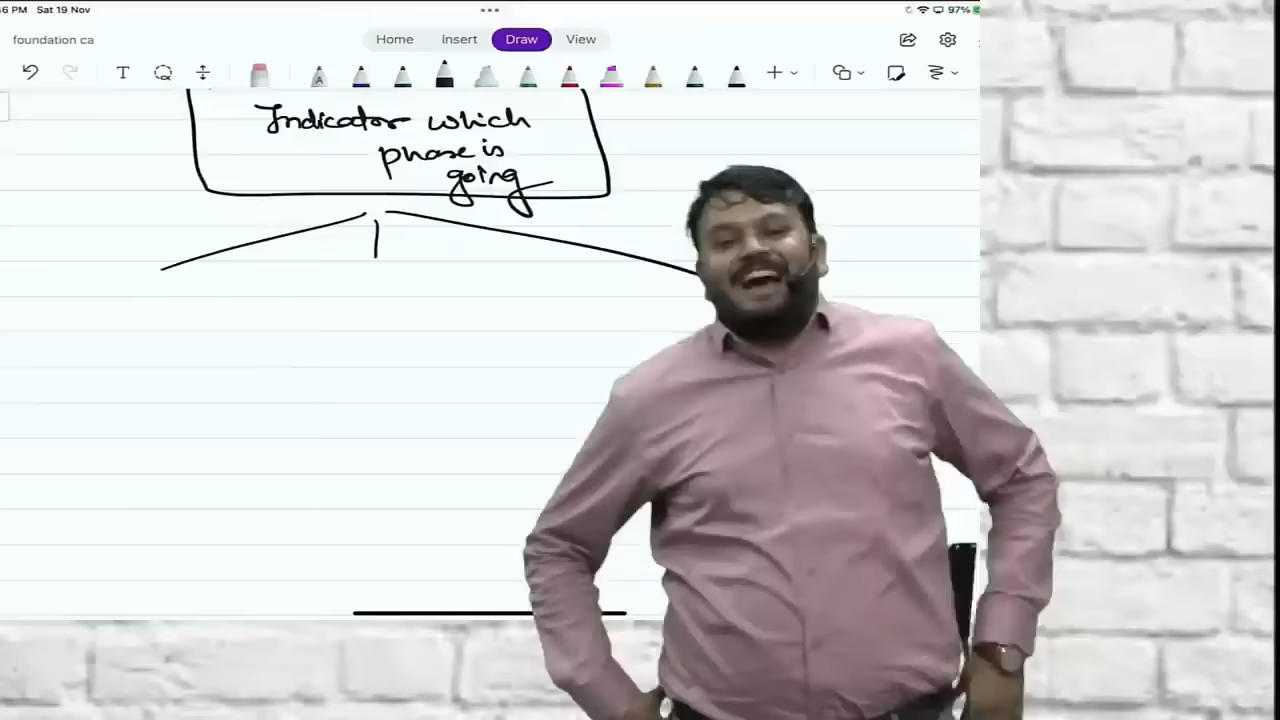 6 PM Sat 19 Nov
97%
foundation ca
Home Insert Draw View
T
A
Indicator which
phase is
going